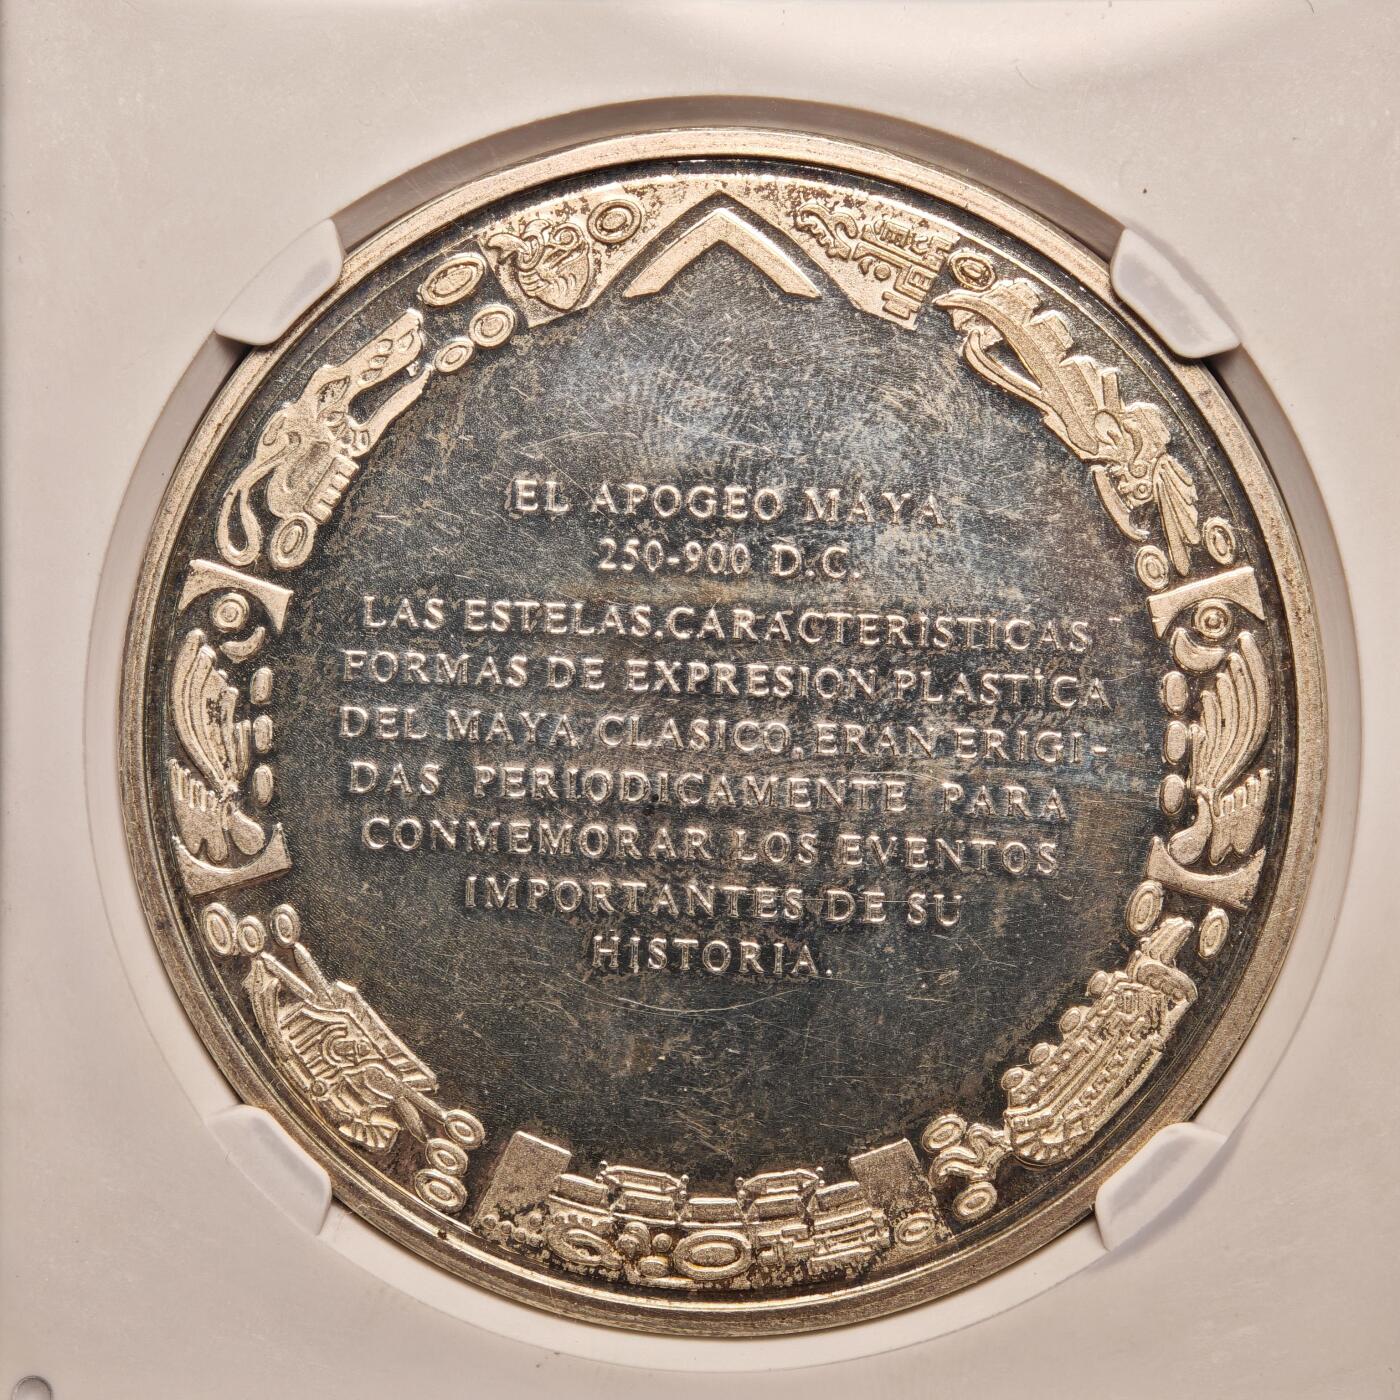 EL APOGEO MAYA
250-900 D.C.
LAS ESTELAS,CARACTERISTICAS
FORMAS DE EXPRESION PLASTICA
DEL MAYA CLASICO, ERAN ERIGI-
DAS PERIODICAMENTE PARA
CONMEMORAR LOS EVENTOS
IMPORTANTES DE SU
HISTORIA.